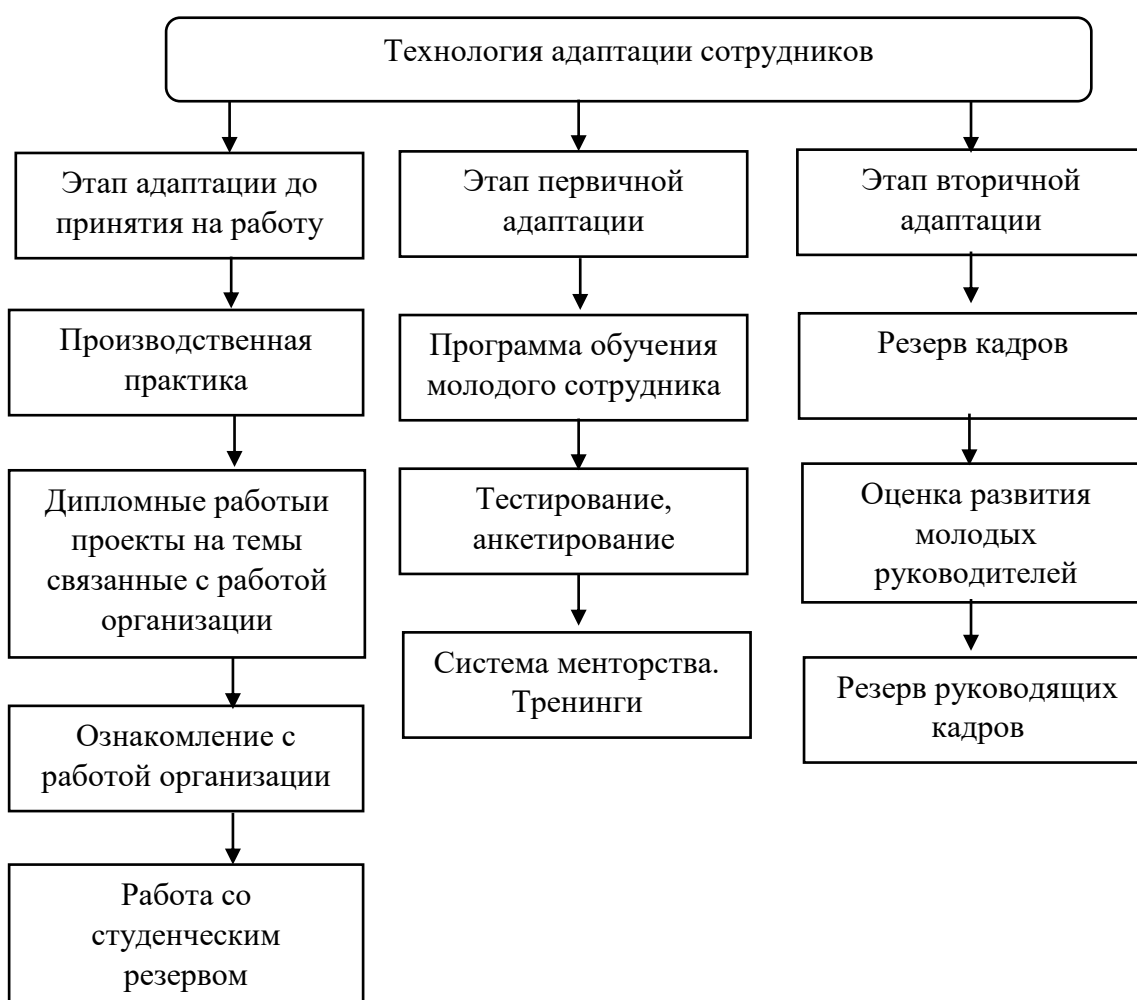 Технология адаптации сотрудников
Этап адаптации до
принятия на работу
Производственная
практика
Дипломные работыи
проекты на темы
связанные с работой
организации
Ознакомление с
работой организации
Работа со
студенческим
резервом
Этап первичной
адаптации
Программа обучения
молодого сотрудника
Тестирование,
анкетирование
Система менторства.
Тренинги
Этап вторичной
адаптации
Резерв кадров
Оценка развития
молодых
руководителей
Резерв руководящих
кадров